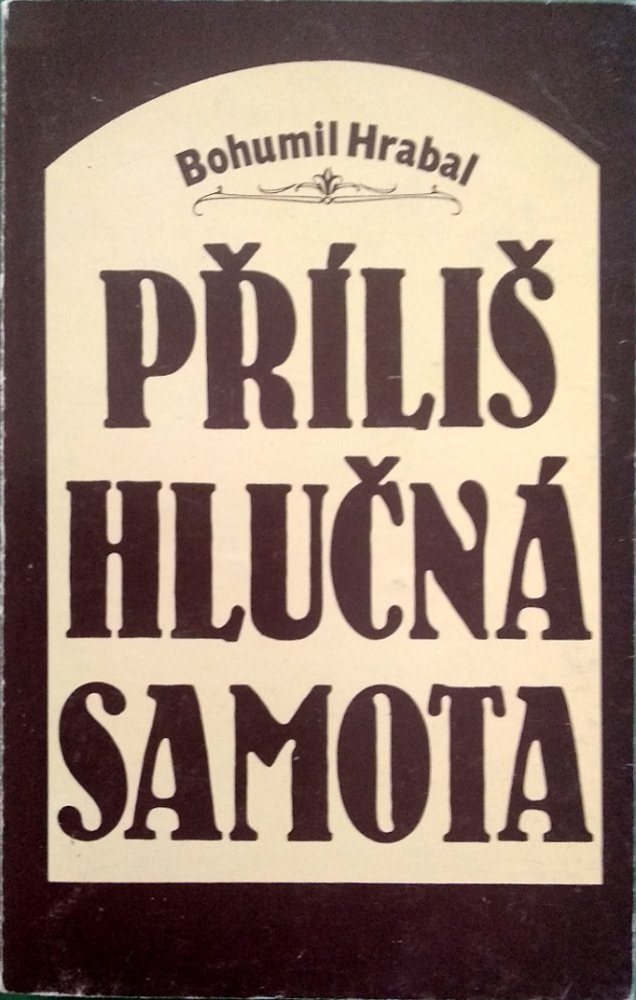 Bohumil Hrabal
PŘÍLIŠ
HLUČNÁ
SAMOTA